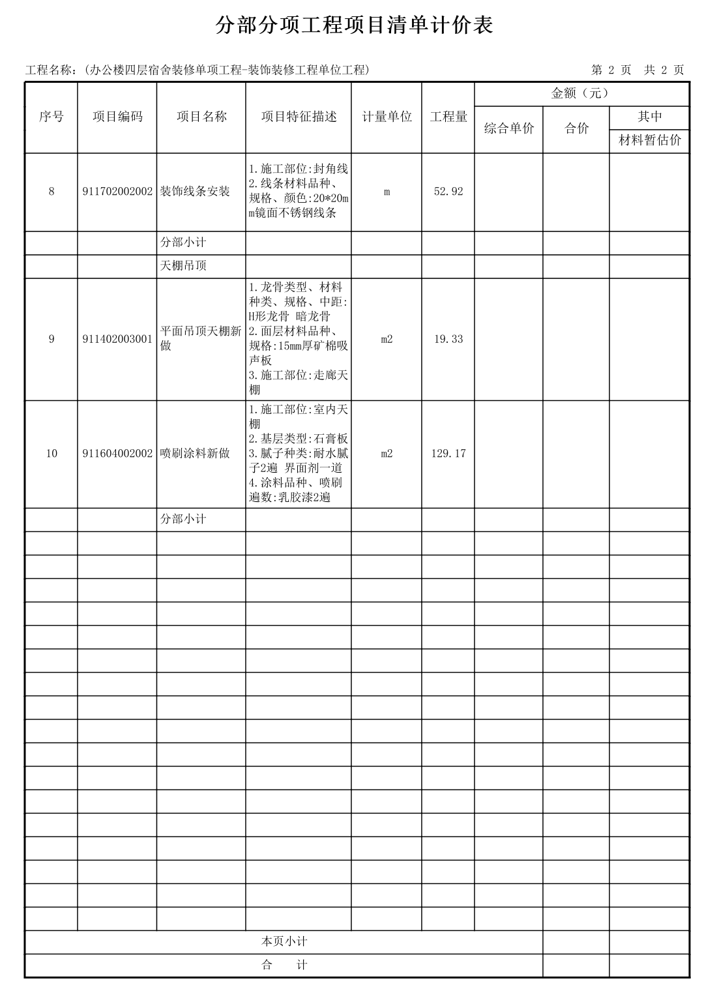 分部分项工程项目清单计价表
工程名称：(办公楼四层宿舍装修单项工程-装饰装修工程单位工程)
第 2 页 共 2 页
序号
项目编码
项目名称
项目特征描述
计量单位
工程量
金额（元）
综合单价
合价
其中
材料暂估价
8
911702002002
装饰线条安装
1.施工部位:封角线
2.线条材料品种、
规格、颜色:20*20m
m镜面不锈钢线条
m
52.92
分部小计
天棚吊顶
9
911402003001
平面吊顶天棚新
做
1.龙骨类型、材料
种类、规格、中距:
H形龙骨 暗龙骨
2.面层材料品种、
规格:15mm厚矿棉吸
声板
3.施工部位:走廊天
棚
m2
19.33
10
911604002002
喷刷涂料新做
1.施工部位:室内天
棚
2.基层类型:石膏板
3.腻子种类:耐水腻
子2遍 界面剂一道
4.涂料品种、喷刷
遍数:乳胶漆2遍
m2
129.17
分部小计
本页小计
合 计